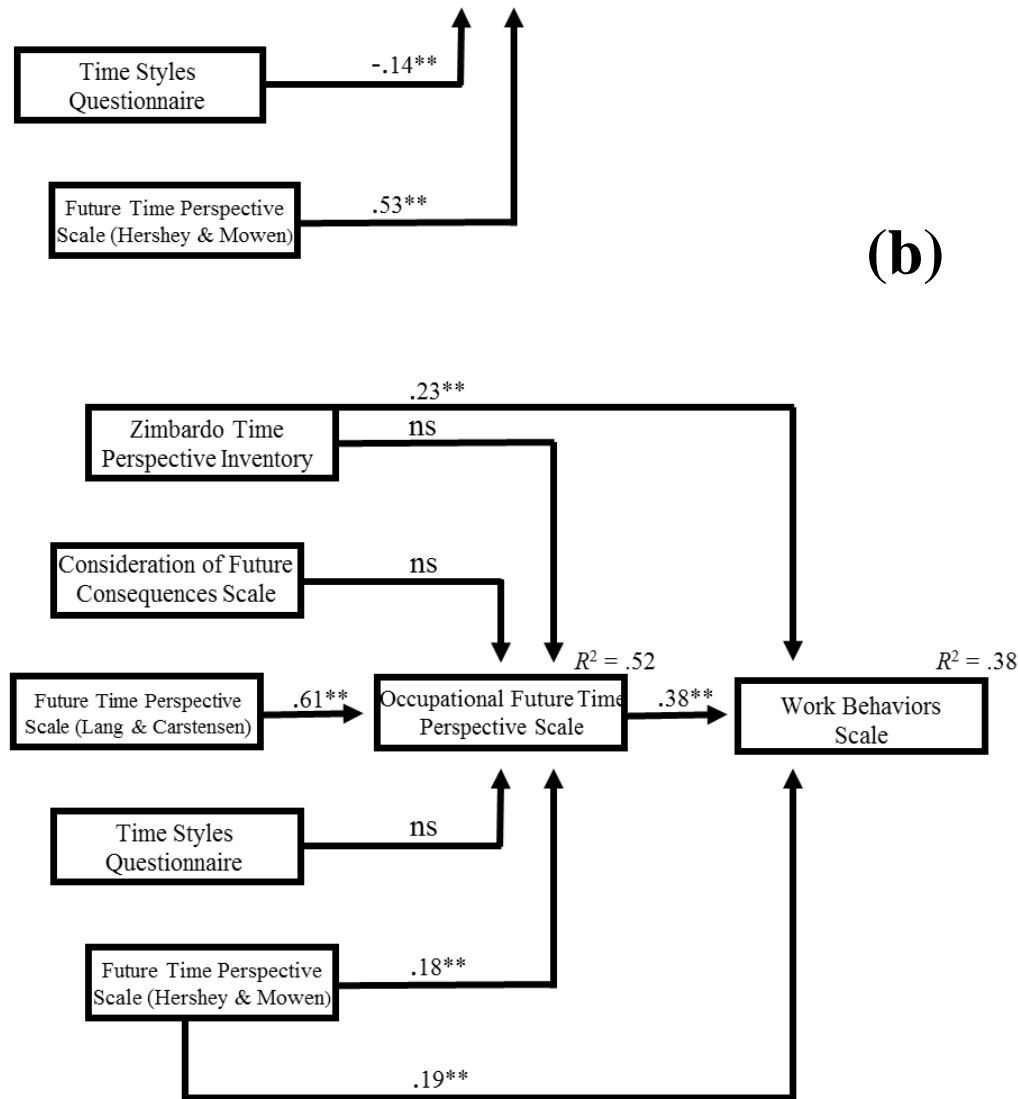 -.14**
Time Styles
Questionnaire
.53**
Future Time Perspective
Scale (Hershey & Mowen)
(b)
.23**
Zimbardo Time
Perspective Inventory
ns
Consideration of Future
Consequences Scale
ns
R² = .52
R² = .38
Future Time Perspective
Scale (Lang & Carstensen)
.61**
Occupational Future Time
Perspective Scale
.38**
Work Behaviors
Scale
Time Styles
Questionnaire
ns
Future Time Perspective
Scale (Hershey & Mowen)
.18**
.19**